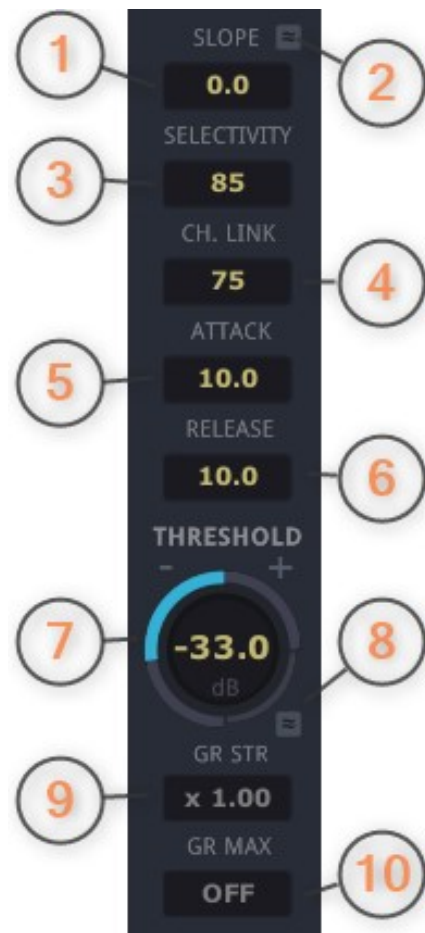 1
SLOPE ≈
2
0.0
SELECTIVITY
3
85
CH. LINK
75
4
ATTACK
5
10.0
RELEASE
10.0
6
THRESHOLD
- +
7
-33.0
8
dB
≈
GR STR
9
x 1.00
GR MAX
OFF
10